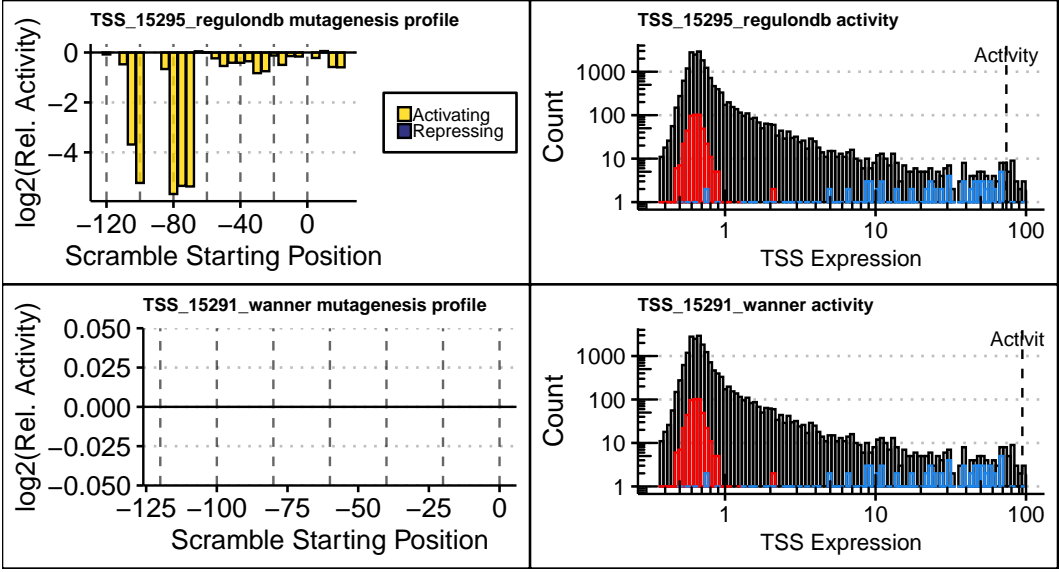 TSS_15295_regulondb mutagenesis profile
log2(Rel. Activity)
0
−2
−4
−120
−80
−40
0
Scramble Starting Position
Activating
Repressing
TSS_15295_regulondb activity
Activity
Count
1000
100
10
1
1
10
100
TSS Expression
TSS_15291_wanner mutagenesis profile
log2(Rel. Activity)
0.050
0.025
0.000
−0.025
−0.050
−125
−100
−75
−50
−25
0
Scramble Starting Position
TSS_15291_wanner activity
Activit
Count
1000
100
10
1
1
10
100
TSS Expression